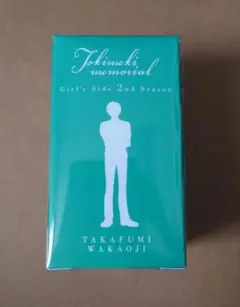 Tokimeki
memorial
Girl's Side 2nd Season
TAKAFUMI
WAKAOJI